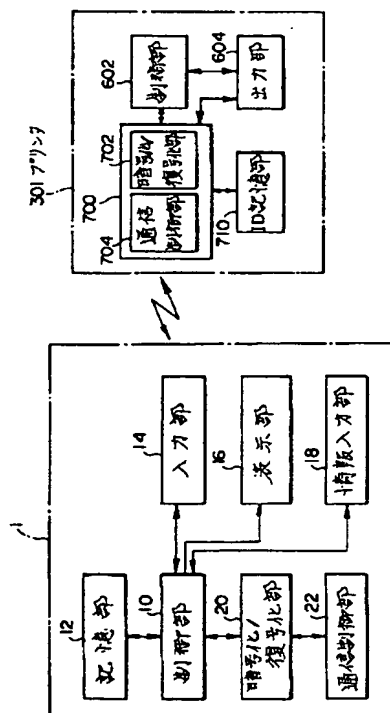 301 プリンタ
700
702
暗号化/
復号化部
704
通信
制御部
602
制御部
604
出力部
710
ID記憶部
1
12
記憶部
10
制御部
14
入力部
16
表示部
18
情報入力部
20
暗号化/
復号化部
22
通信制御部